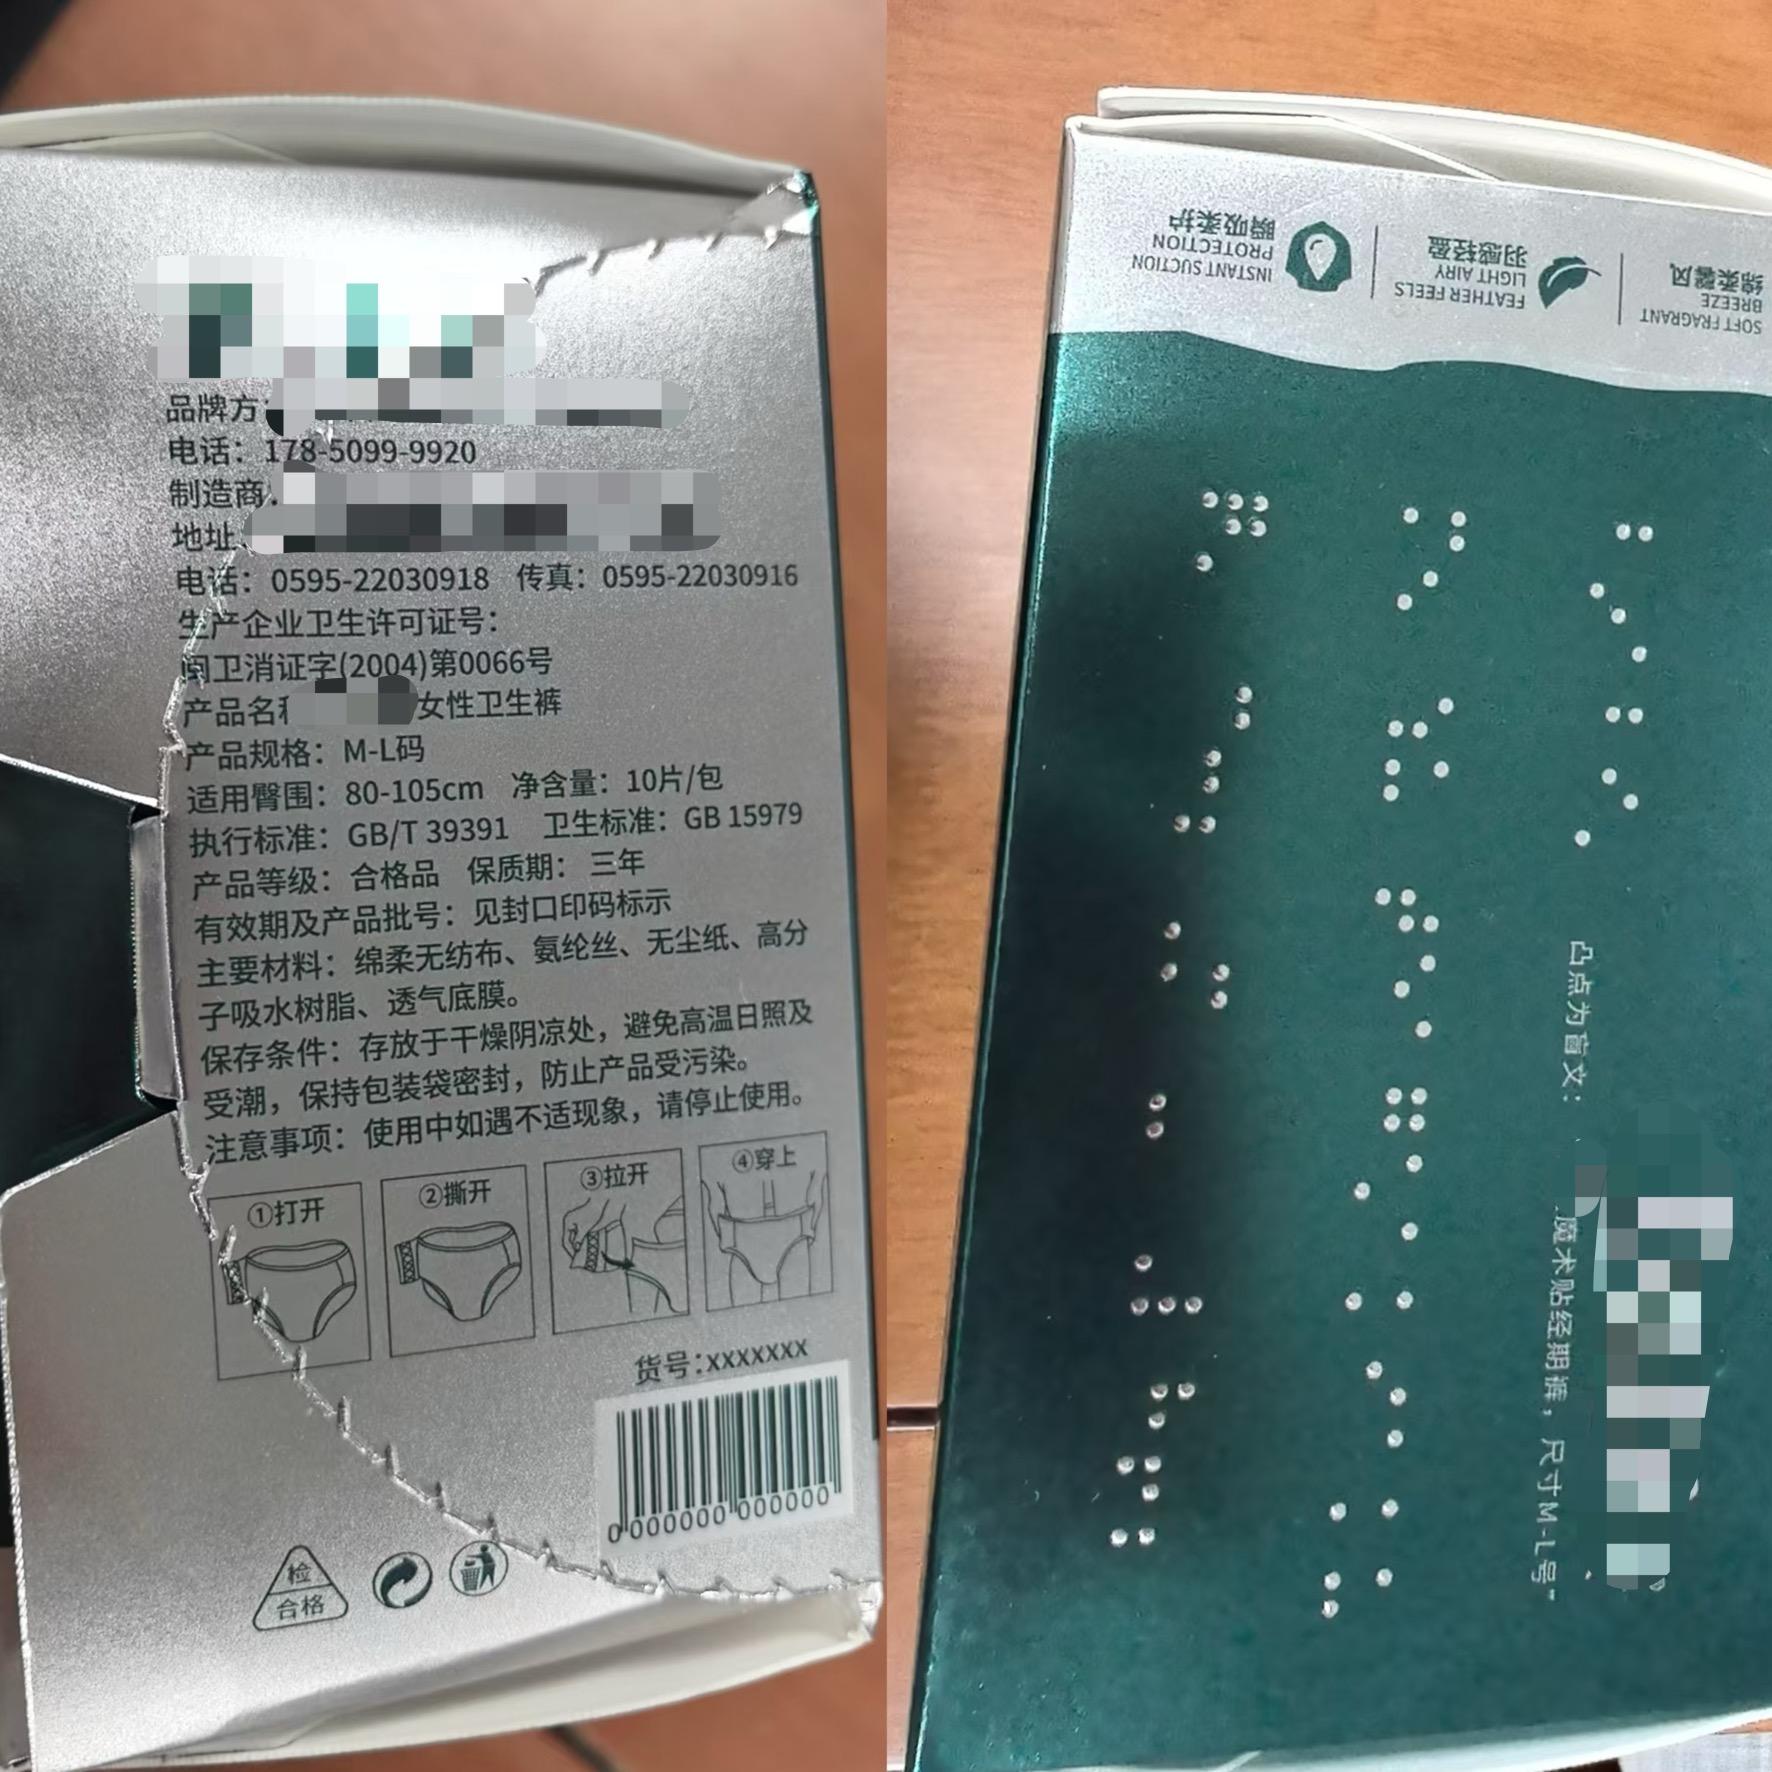 品牌方:
电话：178-5099-9920
制造商:
地址
电话：0595-22030918 传真：0595-22030916
生产企业卫生许可证号：
闽卫消证字(2004)第0066号
产品名称 女性卫生裤
产品规格：M-L码
适用臀围：80-105cm 净含量：10片/包
执行标准：GB/T 39391 卫生标准：GB 15979
产品等级：合格品 保质期：三年
有效期及产品批号：见封口印码标示
主要材料：绵柔无纺布、氨纶丝、无尘纸、高分
子吸水树脂、透气底膜。
保存条件：存放于干燥阴凉处，避免高温日照及
受潮，保持包装袋密封，防止产品受污染。
注意事项：使用中如遇不适现象，请停止使用。
①打开
②撕开
③拉开
④穿上
货号:XXXXXXX
0 000000 000000
检
合格
瞬吸柔护
INSTANT SUCTION
PROTECTION
羽感轻盈
FEATHER FEELS
LIGHT AIRY
绵柔馨风
SOFT FRAGRANT
BREEZE
凸点为盲文：
魔术贴经期裤，尺寸M-L号"